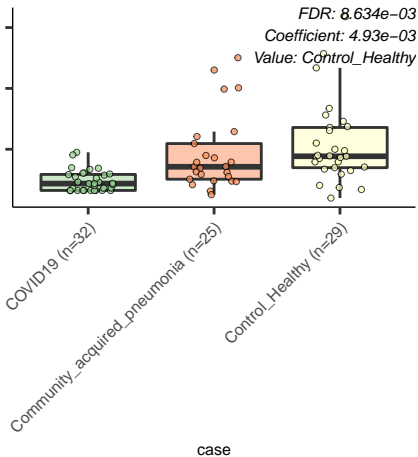 FDR: 8.634e-03
Coefficient: 4.93e-03
Value: Control_Healthy
COVID19 (n=32)
Community_acquired_pneumonia (n=25)
Control_Healthy (n=29)
case